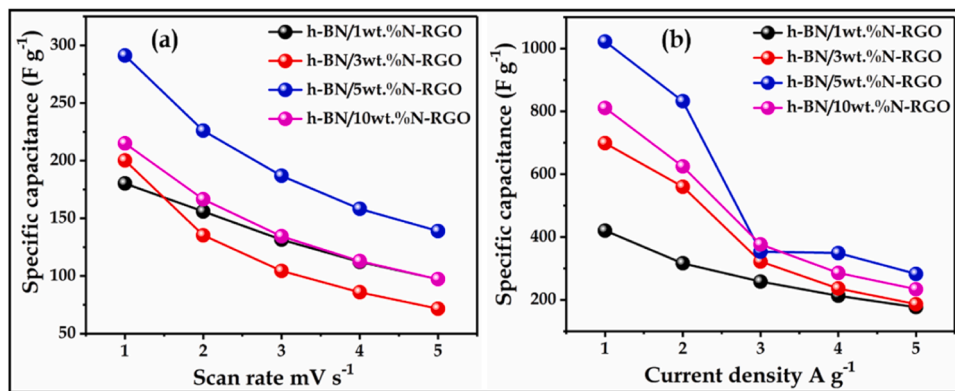 (a)
h-BN/1wt.%N-RGO
h-BN/3wt.%N-RGO
h-BN/5wt.%N-RGO
h-BN/10wt.%N-RGO
Specific capacitance (F g⁻¹)
300
250
200
150
100
50
1 2 3 4 5
Scan rate mV s⁻¹
(b)
h-BN/1wt.%N-RGO
h-BN/3wt.%N-RGO
h-BN/5wt.%N-RGO
h-BN/10wt.%N-RGO
Specific capacitance (F g⁻¹)
1000
800
600
400
200
1 2 3 4 5
Current density A g⁻¹